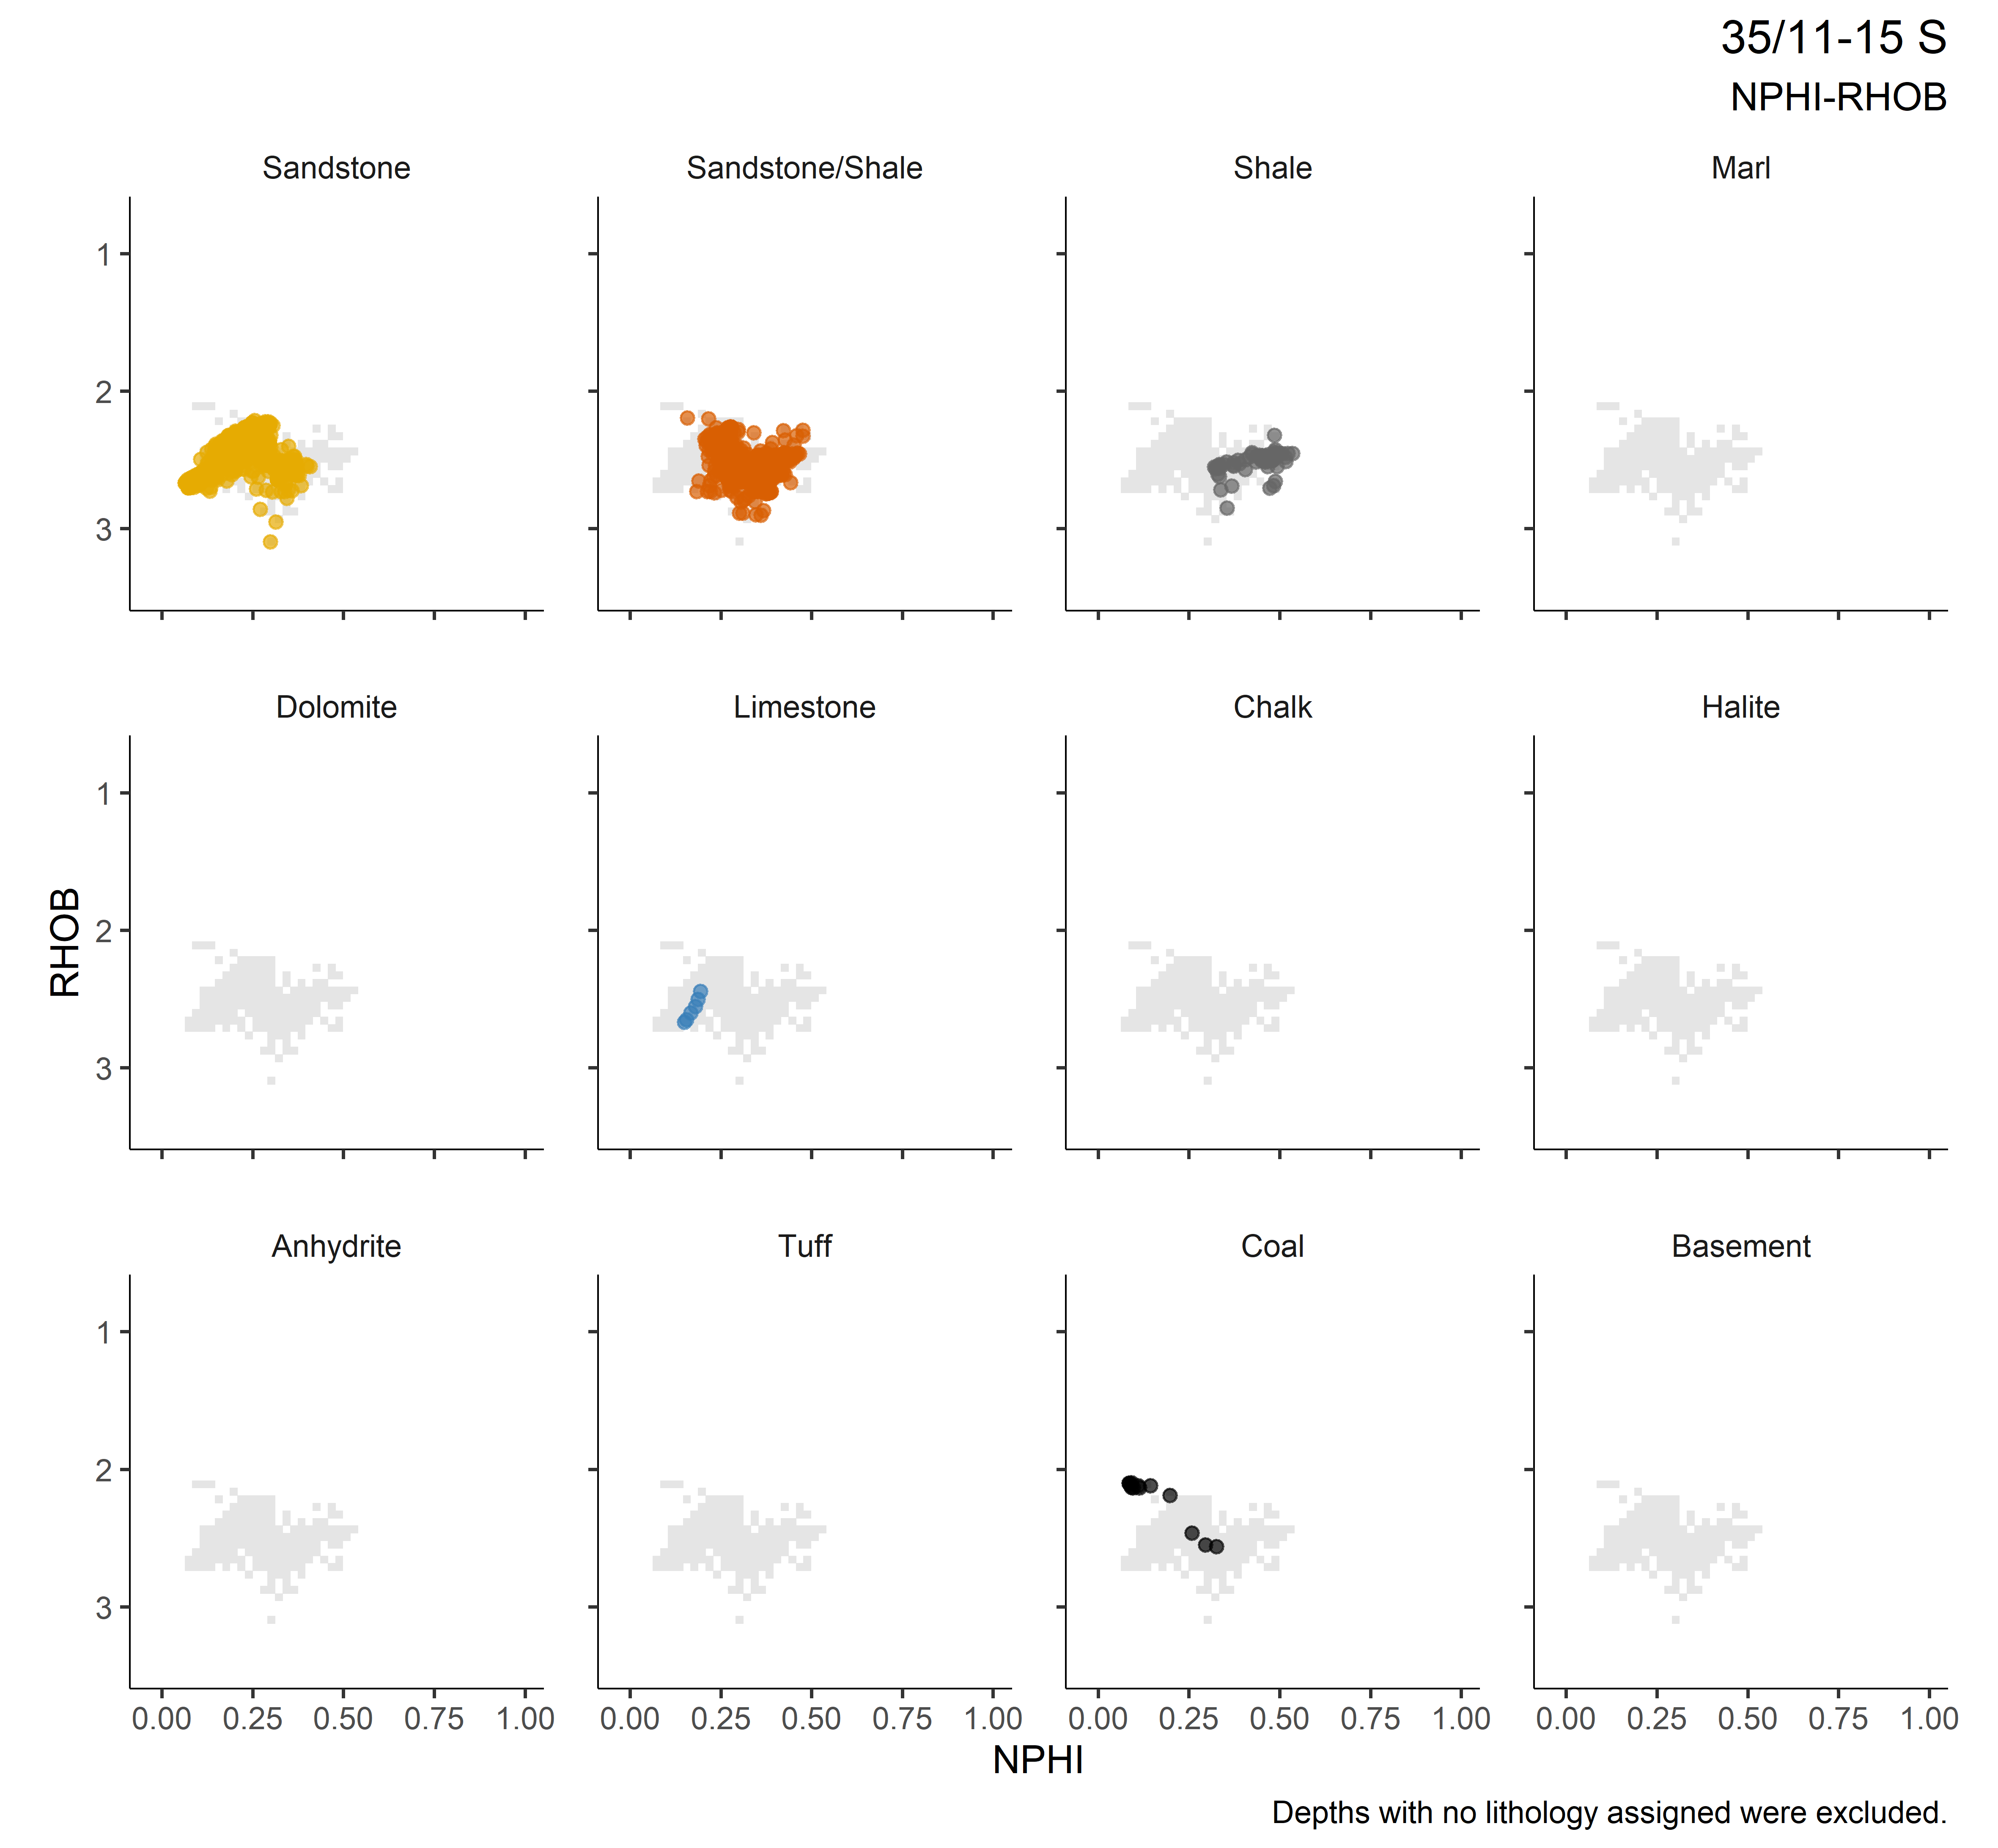 35/11-15 S
NPHI-RHOB
Sandstone Sandstone/Shale Shale Marl
1
2
3
Dolomite Limestone Chalk Halite
RHOB
1
2
3
Anhydrite Tuff Coal Basement
1
2
3
0.00 0.25 0.50 0.75 1.00 0.00 0.25 0.50 0.75 1.00 0.00 0.25 0.50 0.75 1.00 0.00 0.25 0.50 0.75 1.00
NPHI
Depths with no lithology assigned were excluded.